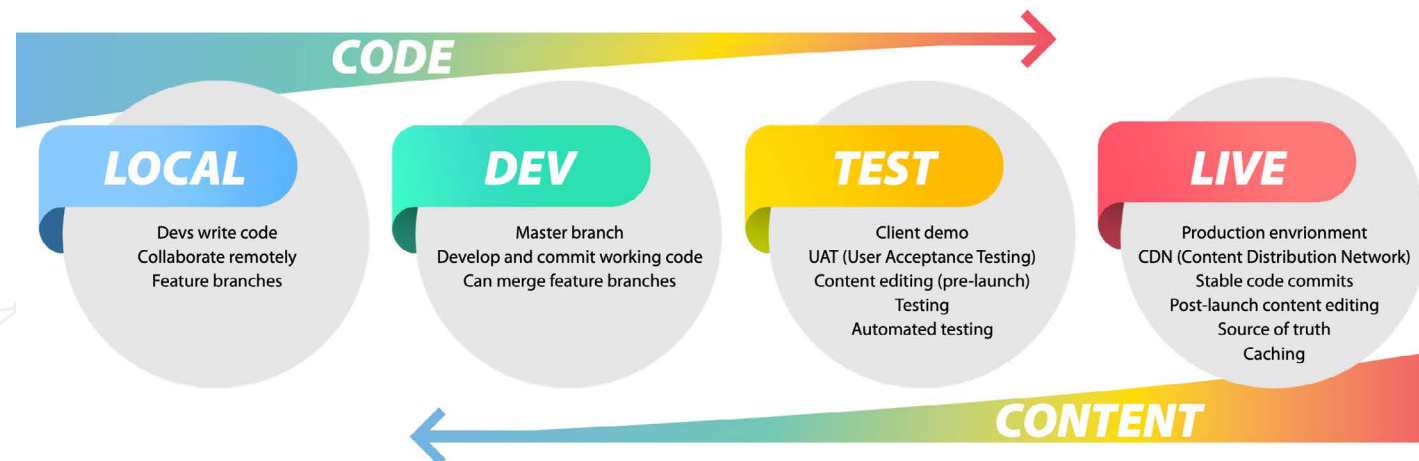 CODE
LOCAL
Devs write code
Collaborate remotely
Feature branches
DEV
Master branch
Develop and commit working code
Can merge feature branches
TEST
Client demo
UAT (User Acceptance Testing)
Content editing (pre-launch)
Testing
Automated testing
LIVE
Production envrionment
CDN (Content Distribution Network)
Stable code commits
Post-launch content editing
Source of truth
Caching
CONTENT